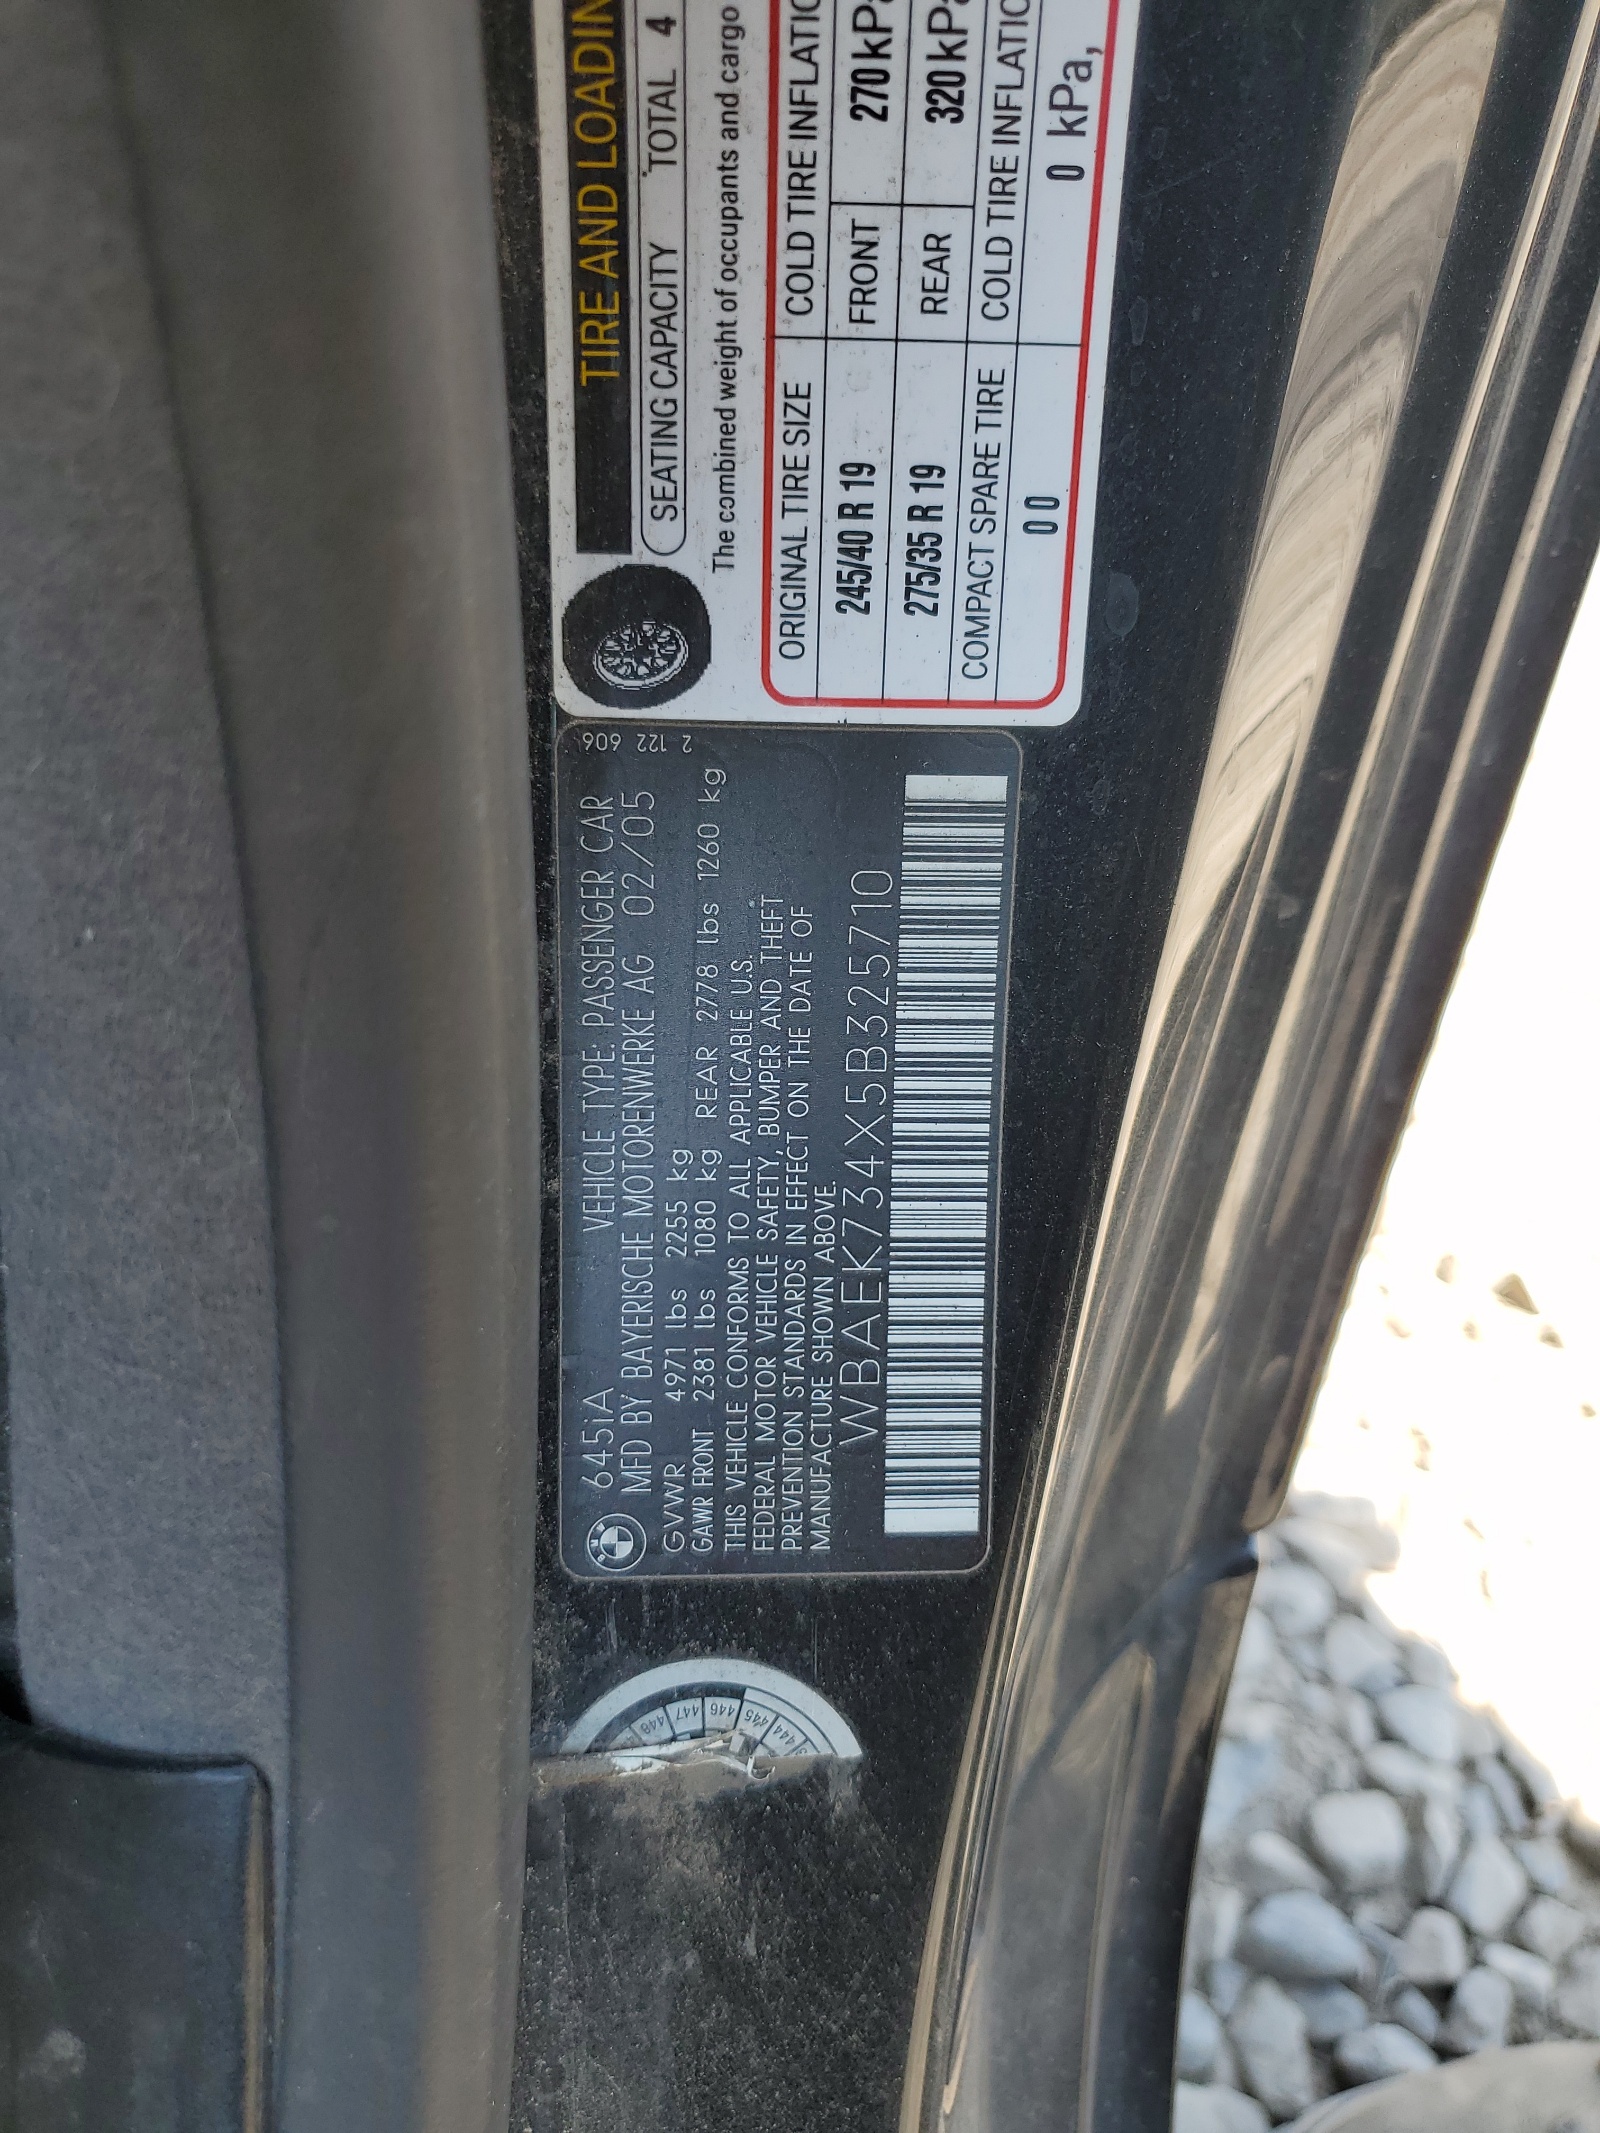 645iA VEHICLE TYPE: PASSENGER CAR
MFD BY BAYERISCHE MOTORENWERKE AG 02/05
GVWR 4971 lbs 2255 kg
GAWR FRONT 2381 lbs 1080 kg REAR 2778 lbs 1260 kg
THIS VEHICLE CONFORMS TO ALL APPLICABLE U.S.
FEDERAL MOTOR VEHICLE SAFETY, BUMPER AND THEFT
PREVENTION STANDARDS IN EFFECT ON THE DATE OF
MANUFACTURE SHOWN ABOVE.
WBAEK734X5B325710
2 122 606
TIRE AND LOADIN
SEATING CAPACITY TOTAL 4
The combined weight of occupants and cargo
ORIGINAL TIRE SIZE COLD TIRE INFLATIO
245/40 R 19 FRONT 270 kPa
275/35 R 19 REAR 320 kPa
COMPACT SPARE TIRE COLD TIRE INFLATIO
0 0 0 kPa,
448 447 446 445 444